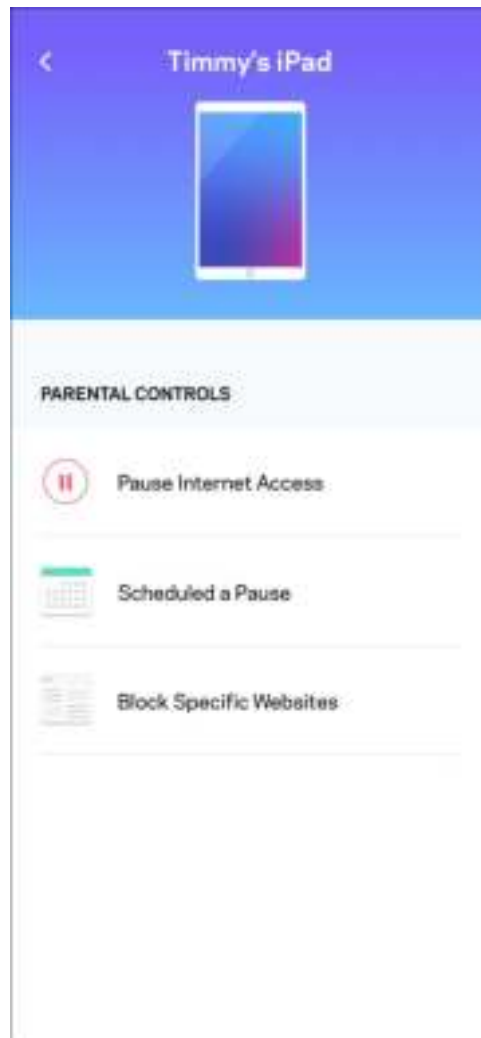 Timmy's iPad
PARENTAL CONTROLS
Pause Internet Access
Scheduled a Pause
Block Specific Websites